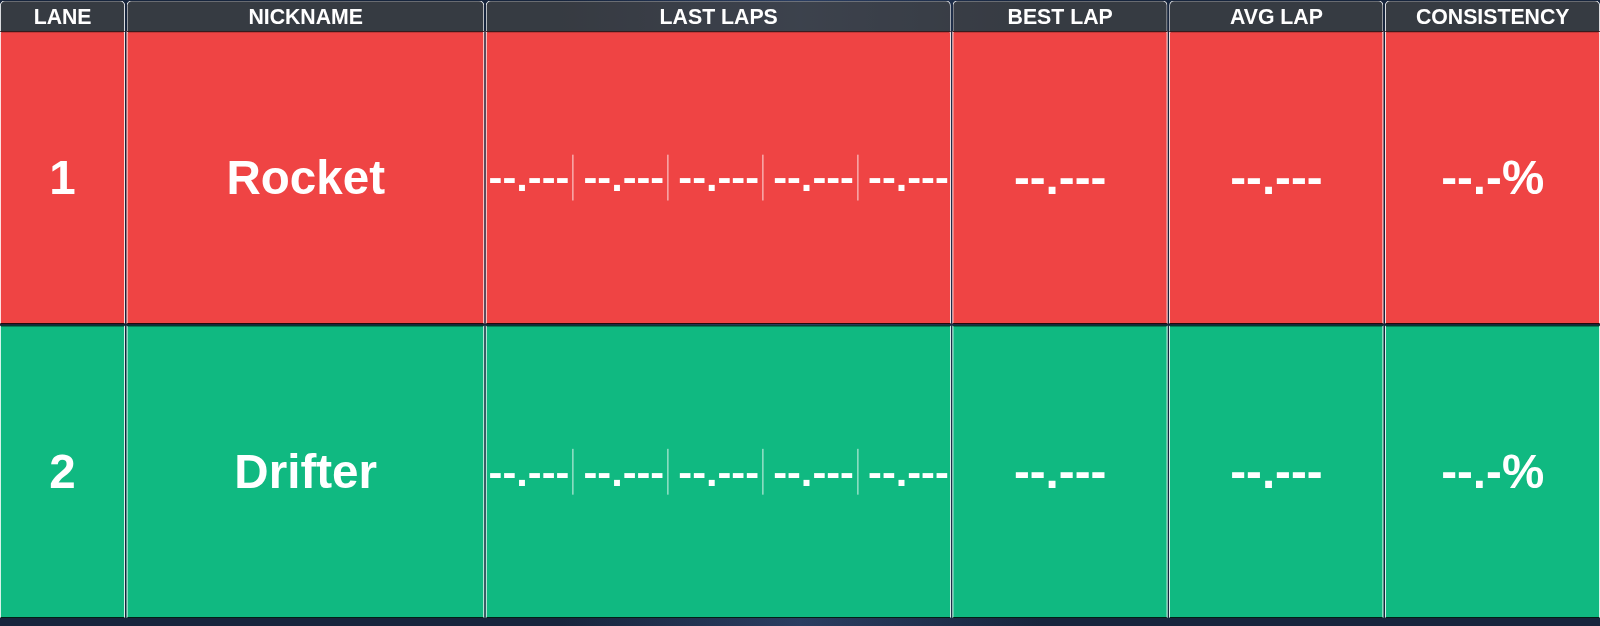 LANE NICKNAME LAST LAPS BEST LAP AVG LAP CONSISTENCY
1 Rocket --.--- --.--- --.--- --.--- --.--- --.--- --.--- --.-%
2 Drifter --.--- --.--- --.--- --.--- --.--- --.--- --.--- --.-%